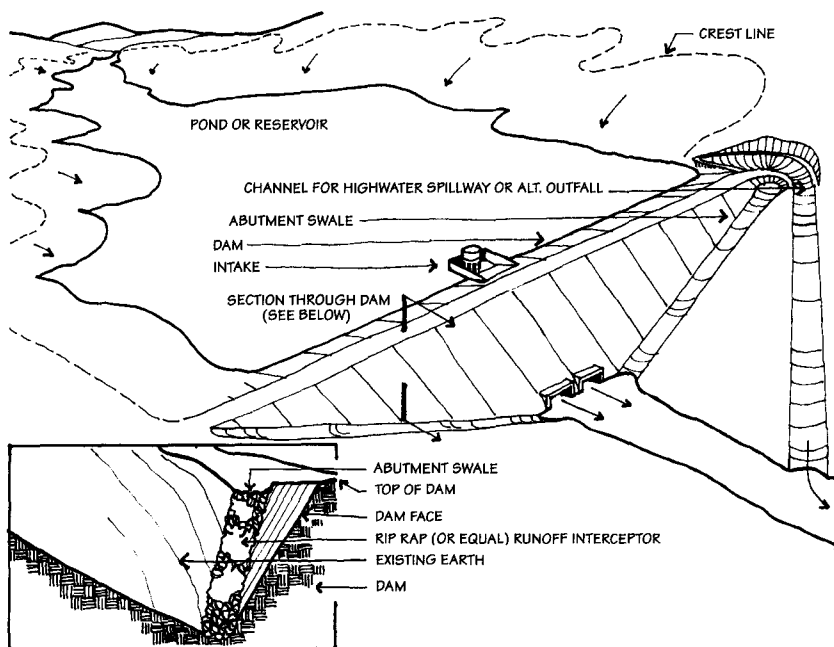 CREST LINE
POND OR RESERVOIR
CHANNEL FOR HIGHWATER SPILLWAY OR ALT. OUTFALL
ABUTMENT SWALE
DAM
INTAKE
SECTION THROUGH DAM
(SEE BELOW)
ABUTMENT SWALE
TOP OF DAM
DAM FACE
RIP RAP (OR EQUAL) RUNOFF INTERCEPTOR
EXISTING EARTH
DAM